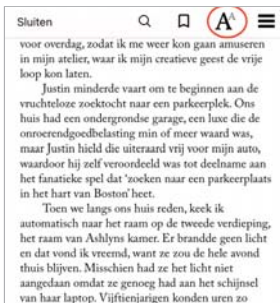 Sluiten AA
voor overdag, zodat ik me weer kon gaan amuseren
in mijn atelier, waar ik mijn creatieve geest de vrije
loop kon laten.
Justin minderde vaart om te beginnen aan de
vruchteloze zoektocht naar een parkeerplek. Ons
huis had een ondergrondse garage, een luxe die de
onroerendgoedbelasting min of meer waard was,
maar Justin hield die uiteraard vrij voor mijn auto,
waardoor hij zelf veroordeeld was tot deelname aan
het fanatieke spel dat ‘zoeken naar een parkeerplaats
in het hart van Boston’ heet.
Toen we langs ons huis reden, keek ik
automatisch naar het raam op de tweede verdieping,
het raam van Ashlyns kamer. Er brandde geen licht
en dat vond ik vreemd, want ze zou de hele avond
thuis blijven. Misschien had ze het licht niet
aangedaan omdat ze genoeg had aan het schijnsel
van haar laptop. Vijftienjarigen konden uren zo